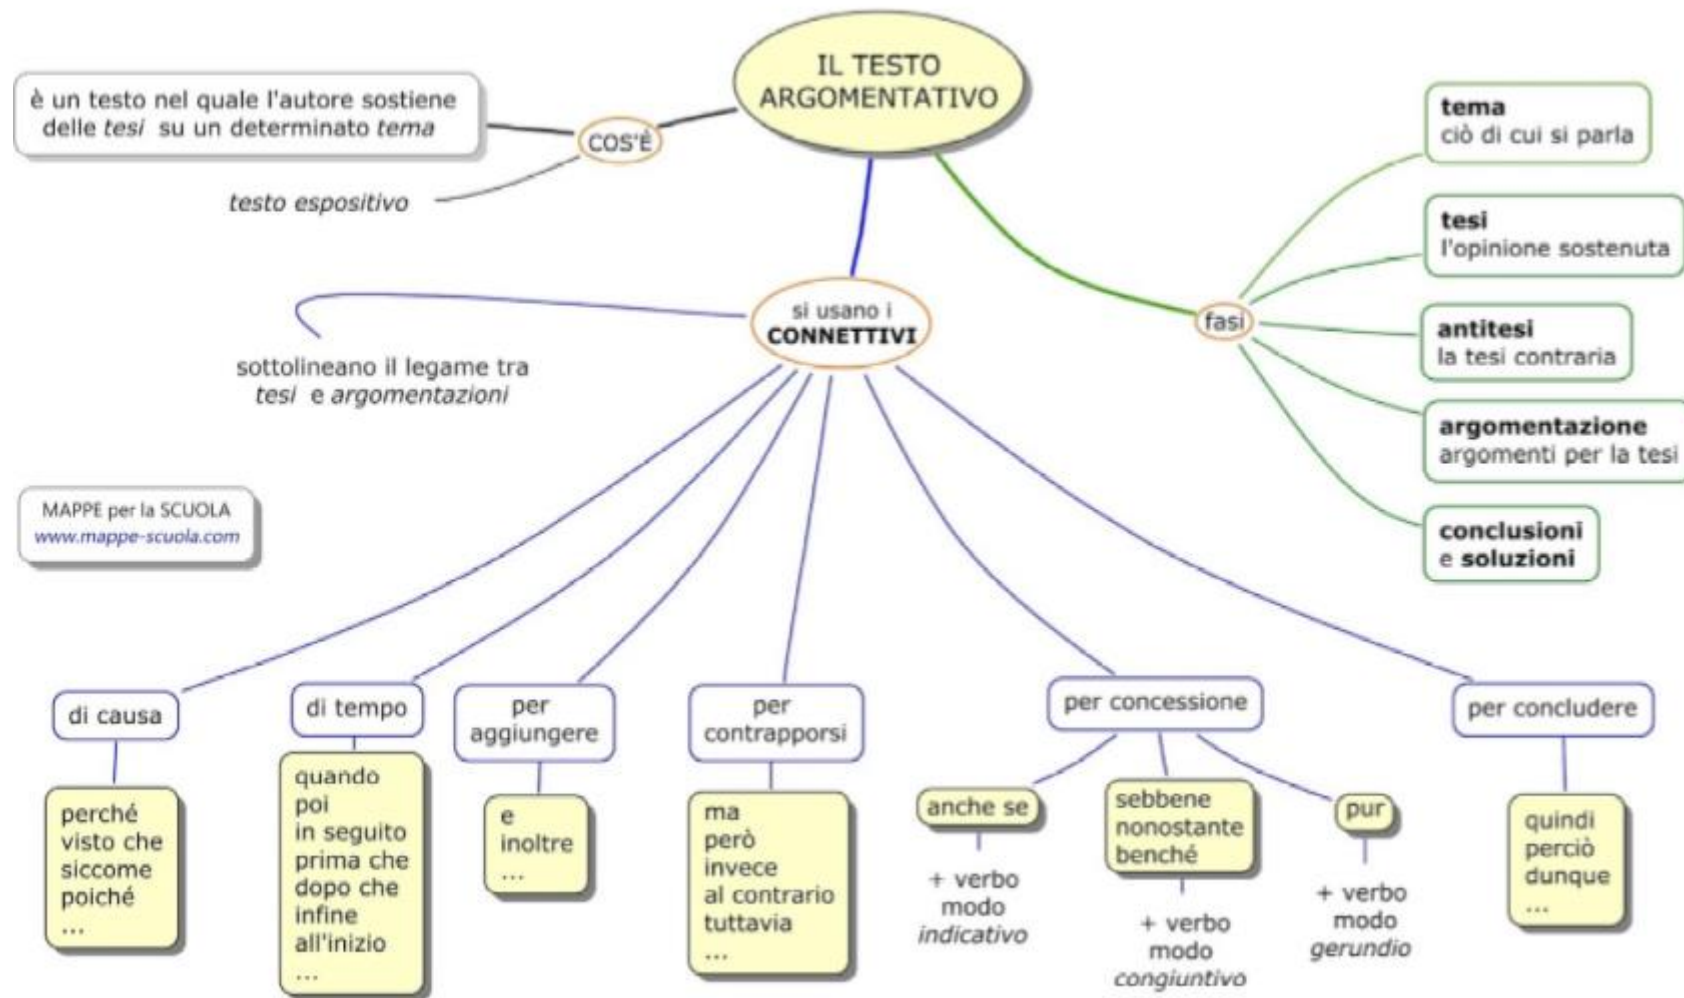 IL TESTO
ARGOMENTATIVO
COS'È
è un testo nel quale l'autore sostiene
delle tesi su un determinato tema
testo espositivo
fasi
tema
ciò di cui si parla
tesi
l'opinione sostenuta
antitesi
la tesi contraria
argomentazione
argomenti per la tesi
conclusioni
e soluzioni
si usano i
CONNETTIVI
sottolineano il legame tra
tesi e argomentazioni
MAPPE per la SCUOLA
www.mappe-scuola.com
di causa
perché
visto che
siccome
poiché
...
di tempo
quando
poi
in seguito
prima che
dopo che
infine
all'inizio
...
per
aggiungere
e
inoltre
...
per
contrapporsi
ma
però
invece
al contrario
tuttavia
...
per concessione
anche se
+ verbo
modo
indicativo
sebbene
nonostante
benché
+ verbo
modo
congiuntivo
pur
+ verbo
modo
gerundio
per concludere
quindi
perciò
dunque
...